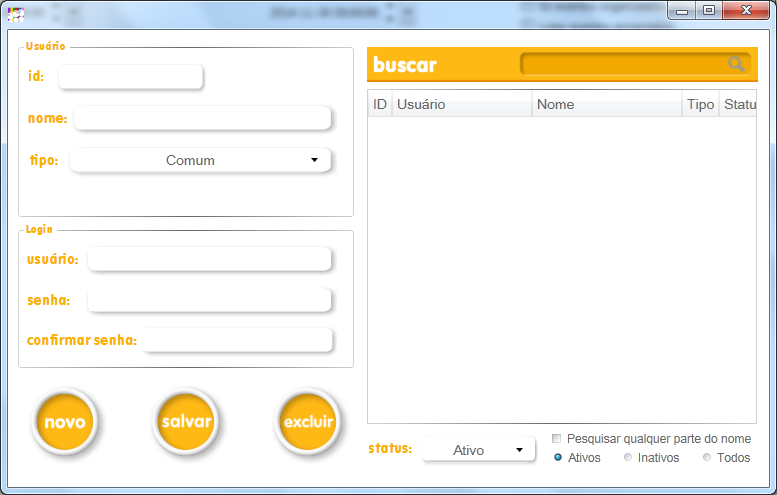 Usuário
id:
nome:
tipo: Comum
Login
usuário:
senha:
confirmar senha:
novo salvar excluir
buscar
ID Usuário Nome Tipo Statu
status: Ativo
Pesquisar qualquer parte do nome
Ativos Inativos Todos